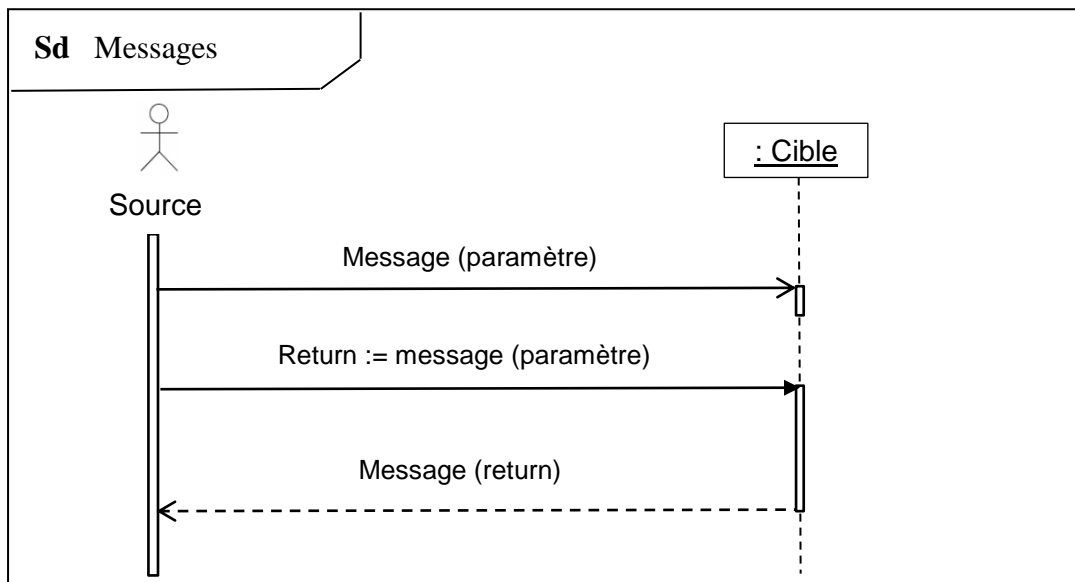 Sd Messages
: Cible
Source
Message (paramètre)
Return := message (paramètre)
Message (return)